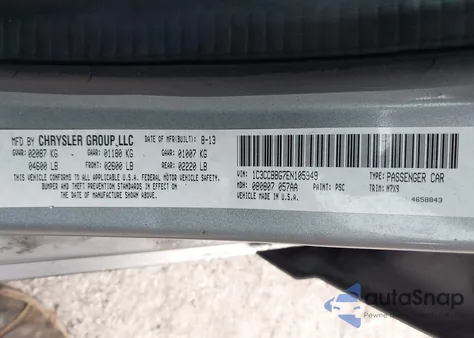 MFD BY CHRYSLER GROUP, LLC DATE OF MFR(BUILT): 8-13
GVWR: 02087 KG GAWR: 01180 KG GAWR: 01007 KG
04600 LB FRONT: 02600 LB REAR: 02220 LB
THIS VEHICLE CONFORMS TO ALL APPLICABLE U.S.A. FEDERAL MOTOR VEHICLE SAFETY,
BUMPER AND THEFT PREVENTION STANDARDS IN EFFECT ON
THE DATE OF MANUFACTURE SHOWN ABOVE.
VIN: 1C3CCBBG7EN105949 TYPE: PASSENGER CAR
MDH: 080807 057AA PAINT: PSC TRIM: M7X9
VEHICLE MADE IN U.S.A. 4658843
autoSnap